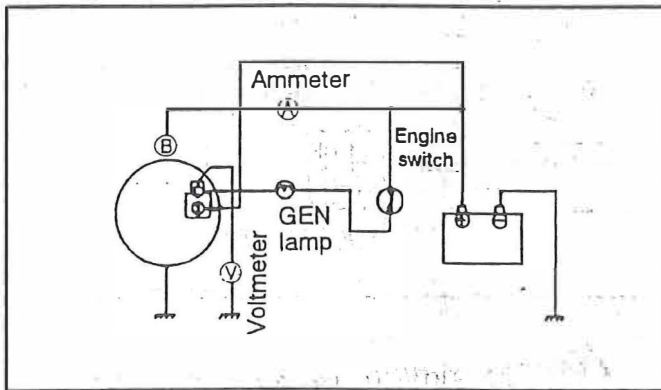 Ammeter
A
B
Engine
switch
GEN
lamp
V
Voltmeter
+
−